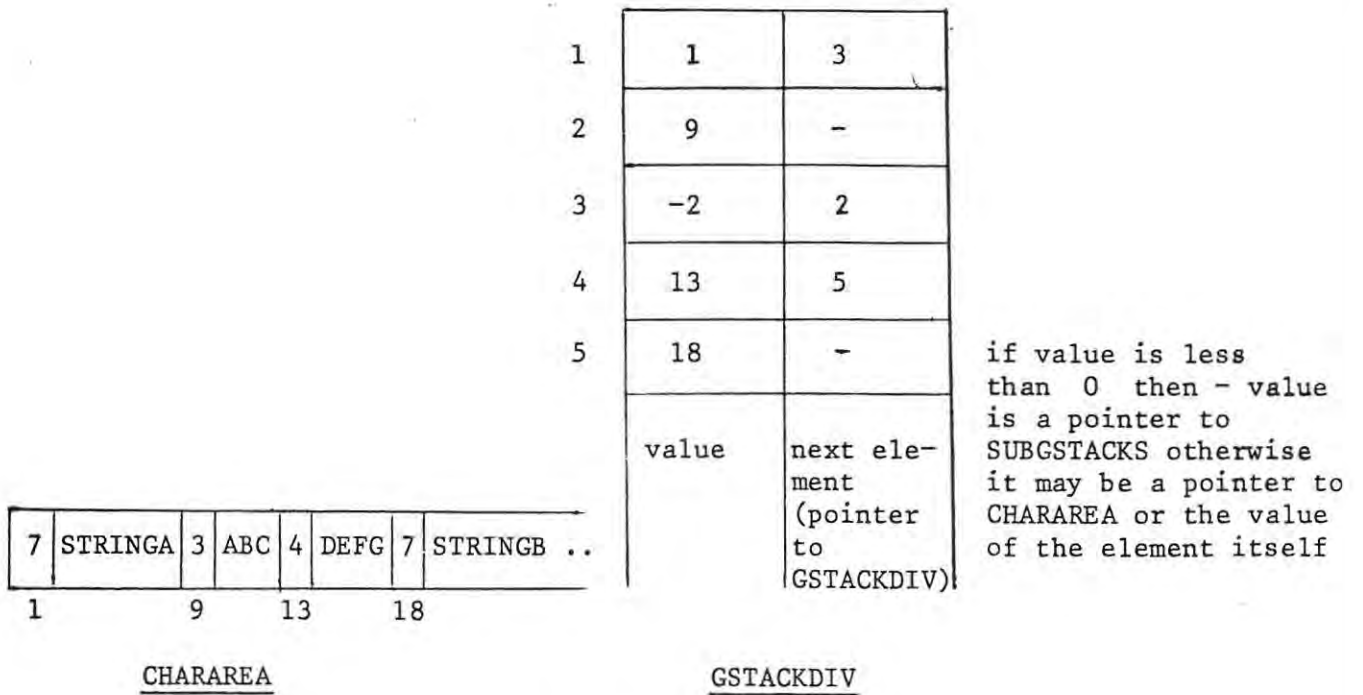 1 1 3
2 9 -
3 -2 2
4 13 5
5 18 -
value next ele-
ment
(pointer
to
GSTACKDIV)
if value is less
than 0 then - value
is a pointer to
SUBGSTACKS otherwise
it may be a pointer to
CHARAREA or the value
of the element itself
7 STRINGA 3 ABC 4 DEFG 7 STRINGB ..
1 9 13 18
CHARAREA
GSTACKDIV